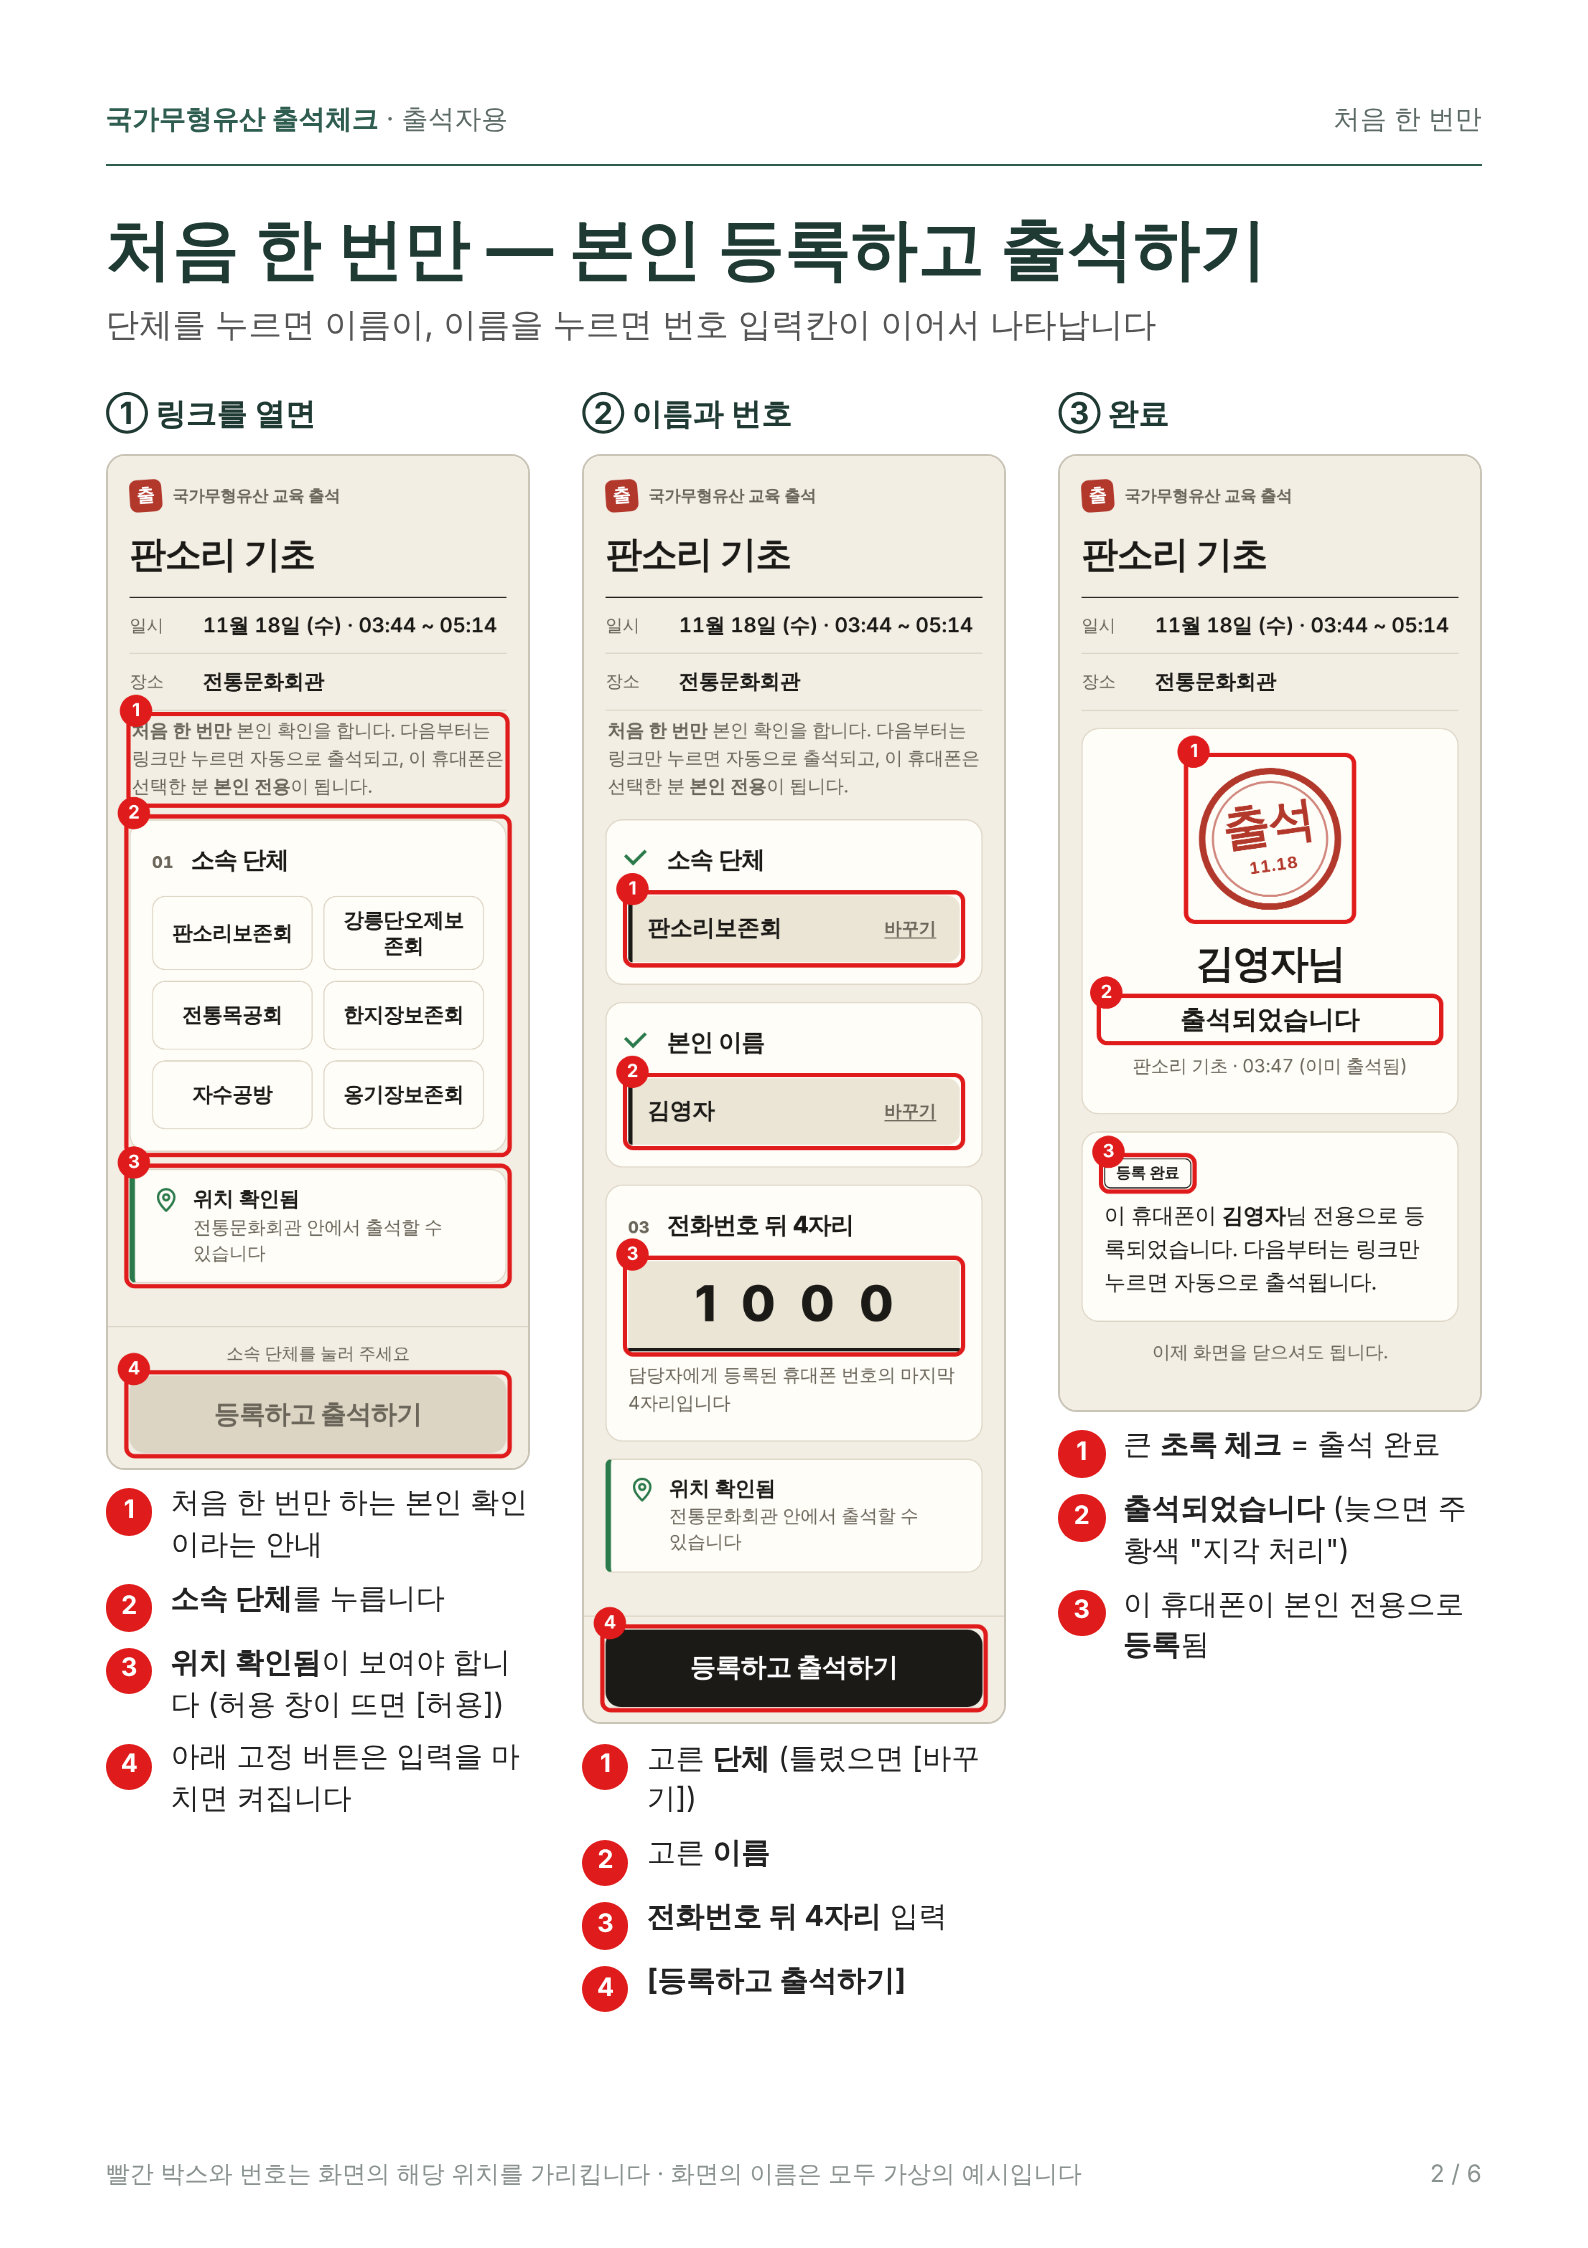 국가무형유산 출석체크 · 출석자용
처음 한 번만
처음 한 번만 — 본인 등록하고 출석하기
단체를 누르면 이름이, 이름을 누르면 번호 입력칸이 이어서 나타납니다
① 링크를 열면
출 국가무형유산 교육 출석
판소리 기초
일시 11월 18일 (수) · 03:44 ~ 05:14
장소 전통문화회관
1
처음 한 번만 본인 확인을 합니다. 다음부터는
링크만 누르면 자동으로 출석되고, 이 휴대폰은
선택한 분 본인 전용이 됩니다.
2
01 소속 단체
판소리보존회
강릉단오제보
존회
전통목공회
한지장보존회
자수공방
옹기장보존회
3
위치 확인됨
전통문화회관 안에서 출석할 수
있습니다
소속 단체를 눌러 주세요
4
등록하고 출석하기
1 처음 한 번만 하는 본인 확인
이라는 안내
2 소속 단체를 누릅니다
3 위치 확인됨이 보여야 합니
다 (허용 창이 뜨면 [허용])
4 아래 고정 버튼은 입력을 마
치면 켜집니다
② 이름과 번호
출 국가무형유산 교육 출석
판소리 기초
일시 11월 18일 (수) · 03:44 ~ 05:14
장소 전통문화회관
처음 한 번만 본인 확인을 합니다. 다음부터는
링크만 누르면 자동으로 출석되고, 이 휴대폰은
선택한 분 본인 전용이 됩니다.
소속 단체
1
판소리보존회 바꾸기
본인 이름
2
김영자 바꾸기
03 전화번호 뒤 4자리
3
1 0 0 0
담당자에게 등록된 휴대폰 번호의 마지막
4자리입니다
위치 확인됨
전통문화회관 안에서 출석할 수
있습니다
4
등록하고 출석하기
1 고른 단체 (틀렸으면 [바꾸
기])
2 고른 이름
3 전화번호 뒤 4자리 입력
4 [등록하고 출석하기]
③ 완료
출 국가무형유산 교육 출석
판소리 기초
일시 11월 18일 (수) · 03:44 ~ 05:14
장소 전통문화회관
1
출석
11.18
김영자님
2
출석되었습니다
판소리 기초 · 03:47 (이미 출석됨)
3
등록 완료
이 휴대폰이 김영자님 전용으로 등
록되었습니다. 다음부터는 링크만
누르면 자동으로 출석됩니다.
이제 화면을 닫으셔도 됩니다.
1 큰 초록 체크 = 출석 완료
2 출석되었습니다 (늦으면 주
황색 "지각 처리")
3 이 휴대폰이 본인 전용으로
등록됨
빨간 박스와 번호는 화면의 해당 위치를 가리킵니다 · 화면의 이름은 모두 가상의 예시입니다
2 / 6